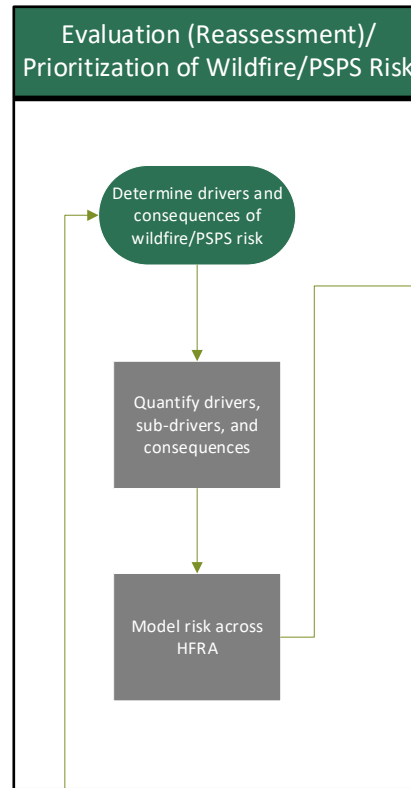 Evaluation (Reassessment)/
Prioritization of Wildfire/PSPS Risk
Determine drivers and
consequences of
wildfire/PSPS risk
Quantify drivers,
sub-drivers, and
consequences
Model risk across
HFRA